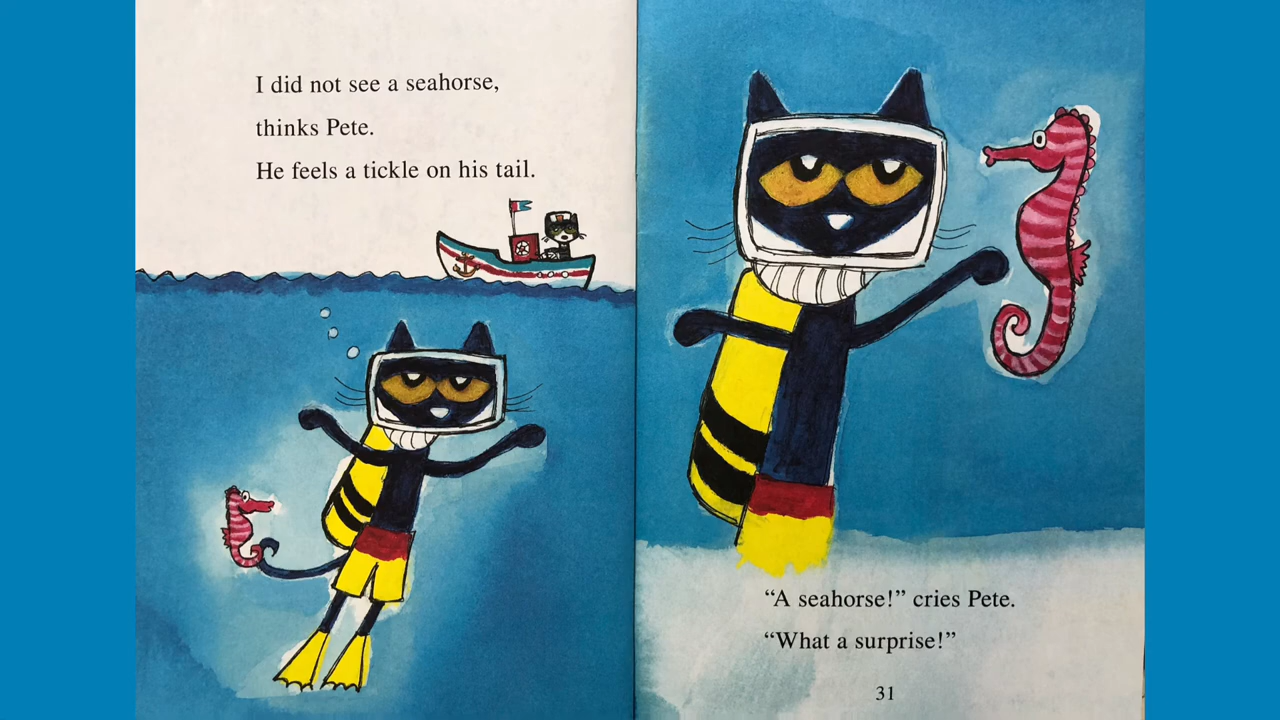 I did not see a seahorse,
thinks Pete.
He feels a tickle on his tail.
“A seahorse!” cries Pete.
“What a surprise!”
31